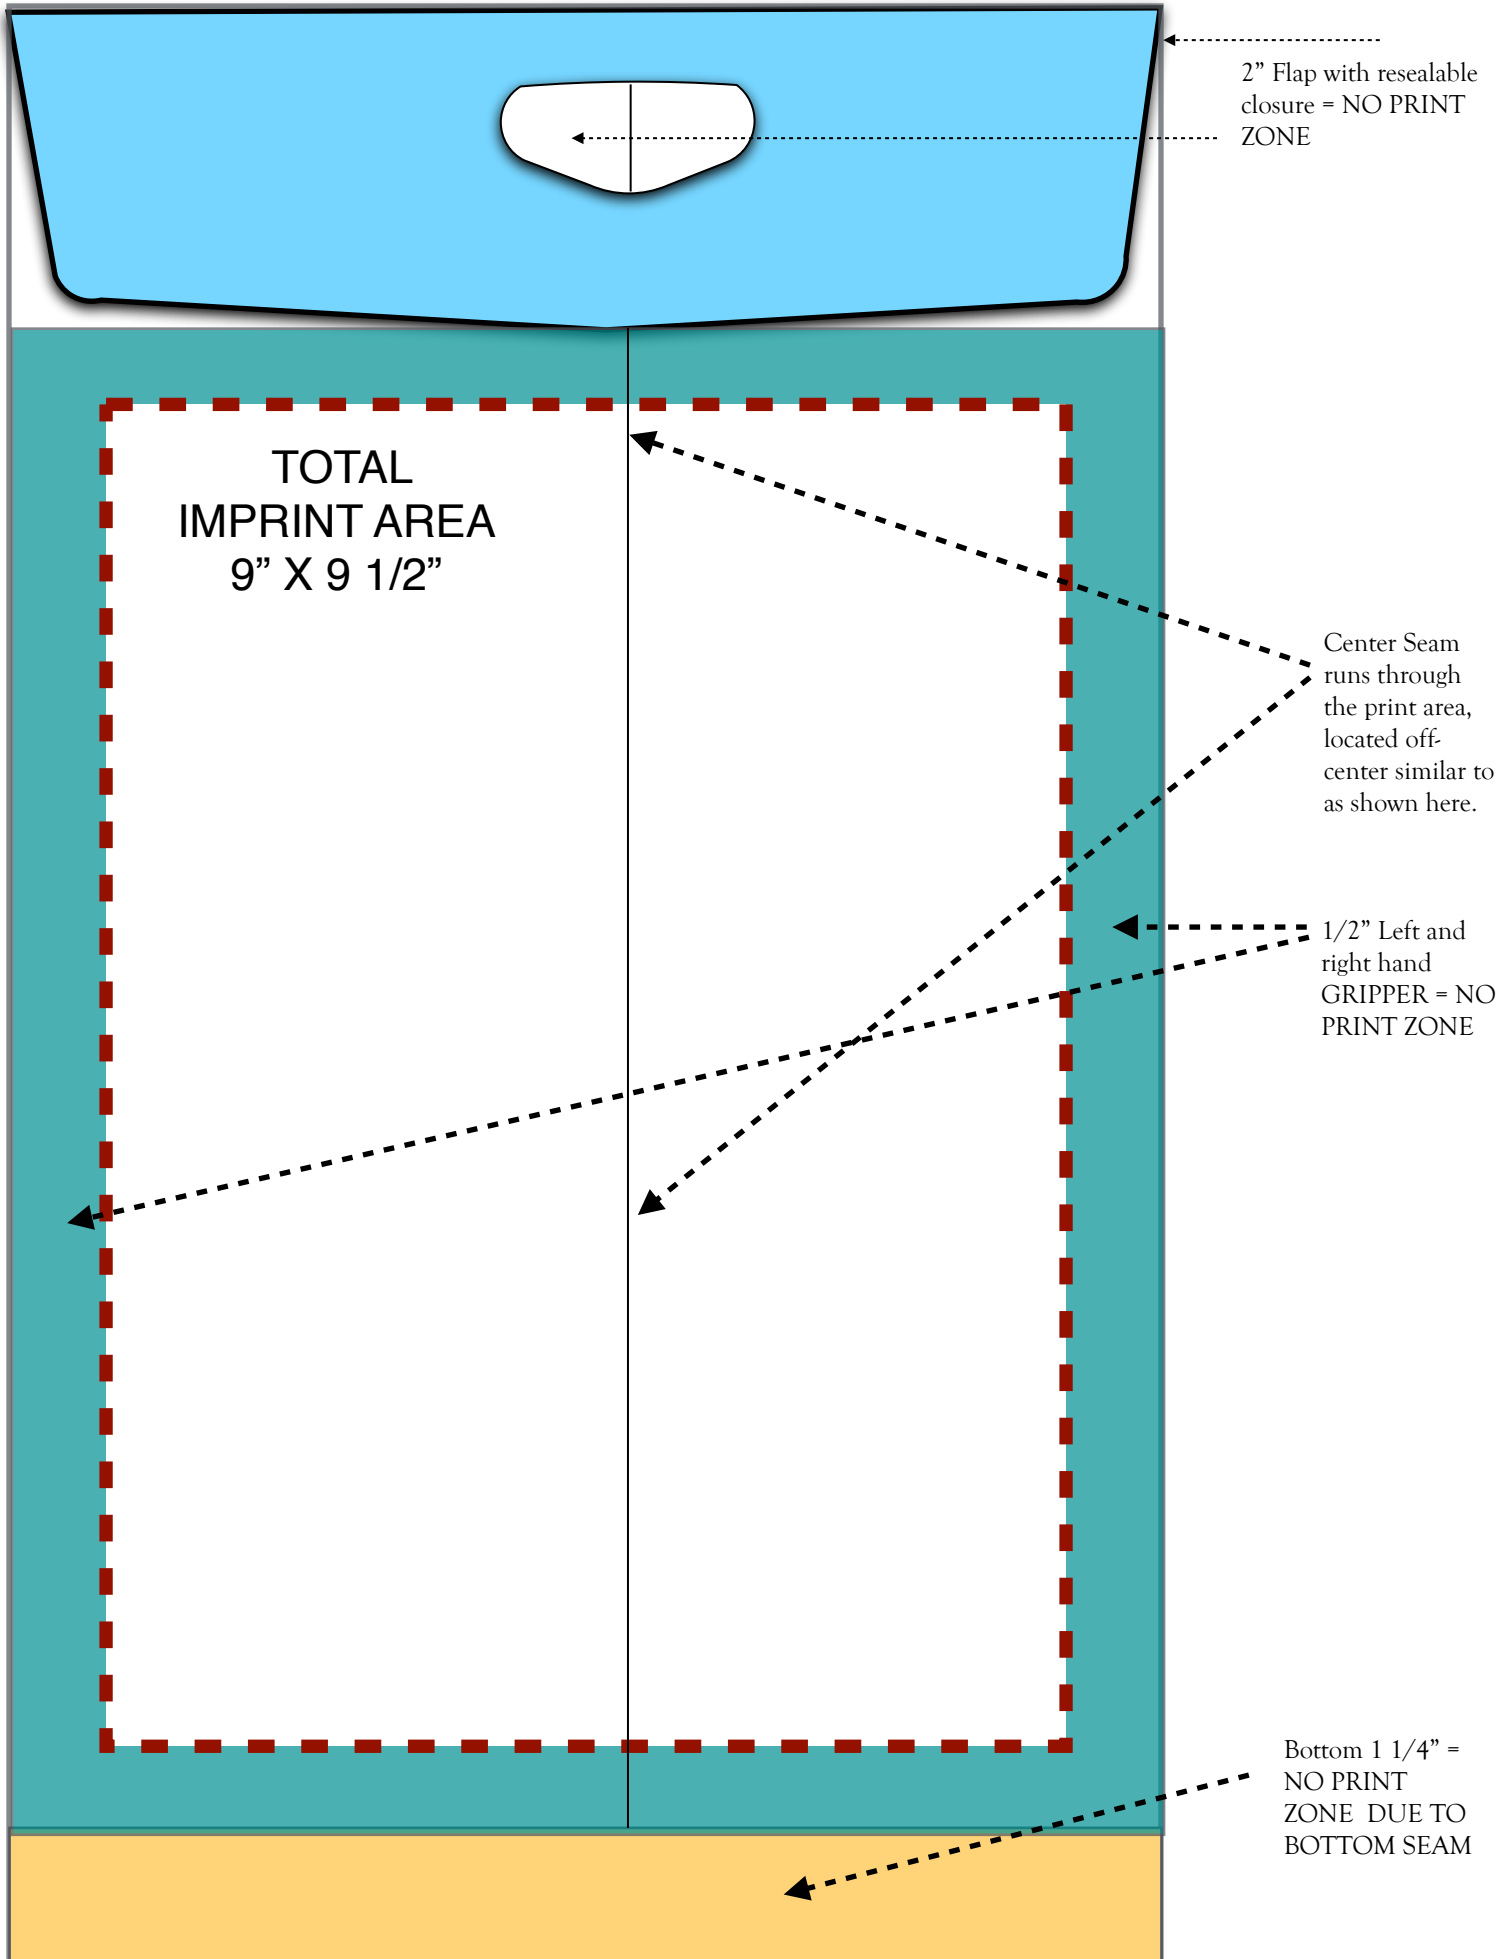 2” Flap with resealable
closure = NO PRINT
ZONE
TOTAL
IMPRINT AREA
9” X 9 1/2”
Center Seam
runs through
the print area,
located off-
center similar to
as shown here.
1/2” Left and
right hand
GRIPPER = NO
PRINT ZONE
Bottom 1 1/4” =
NO PRINT
ZONE  DUE TO
BOTTOM SEAM